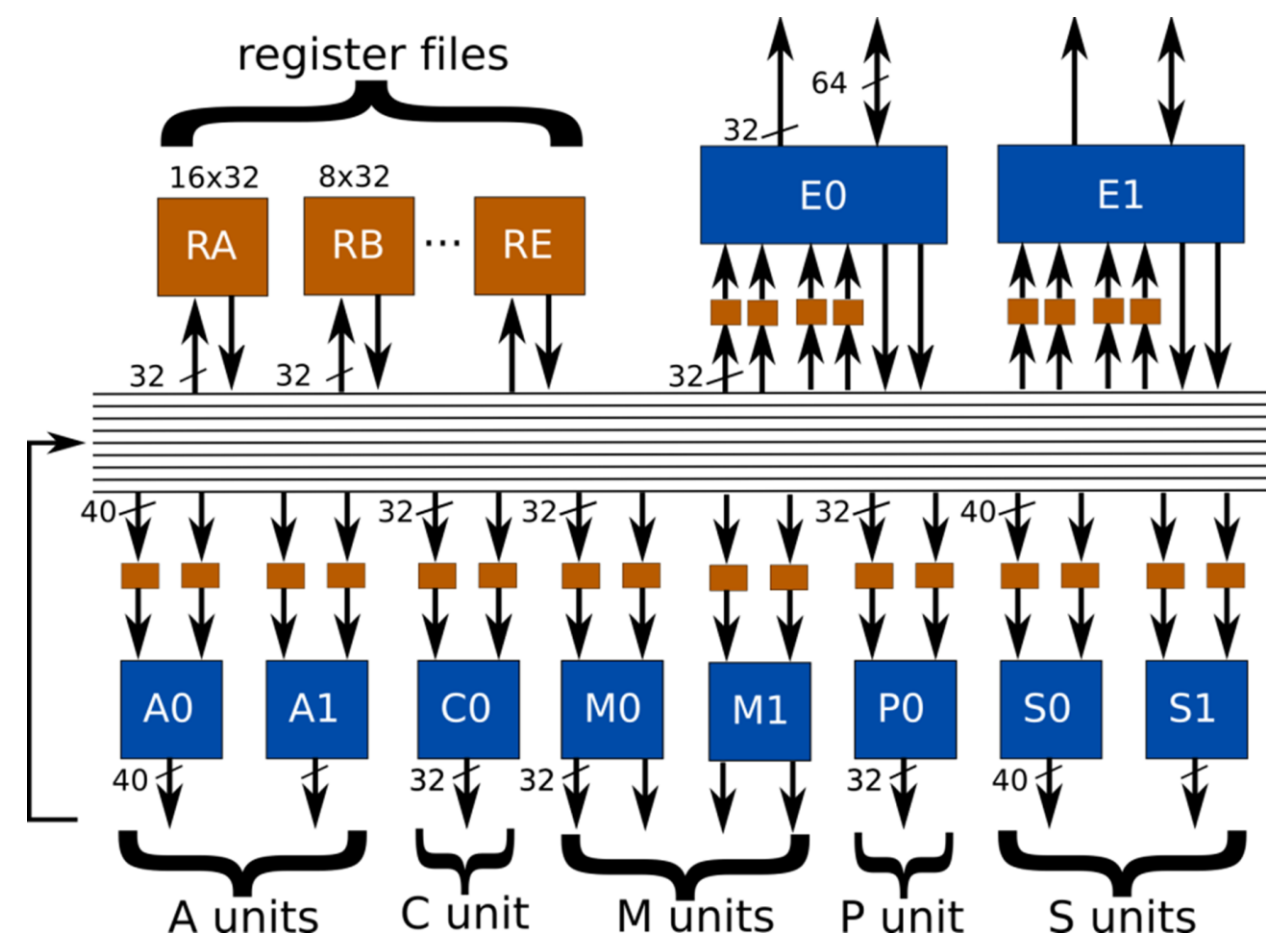 register files
16x32 8x32
RA RB ... RE
32 32
64
32
E0 E1
32
40 32 32 32 40
A0 A1 C0 M0 M1 P0 S0 S1
40 32 32 32 40
A units C unit M units P unit S units